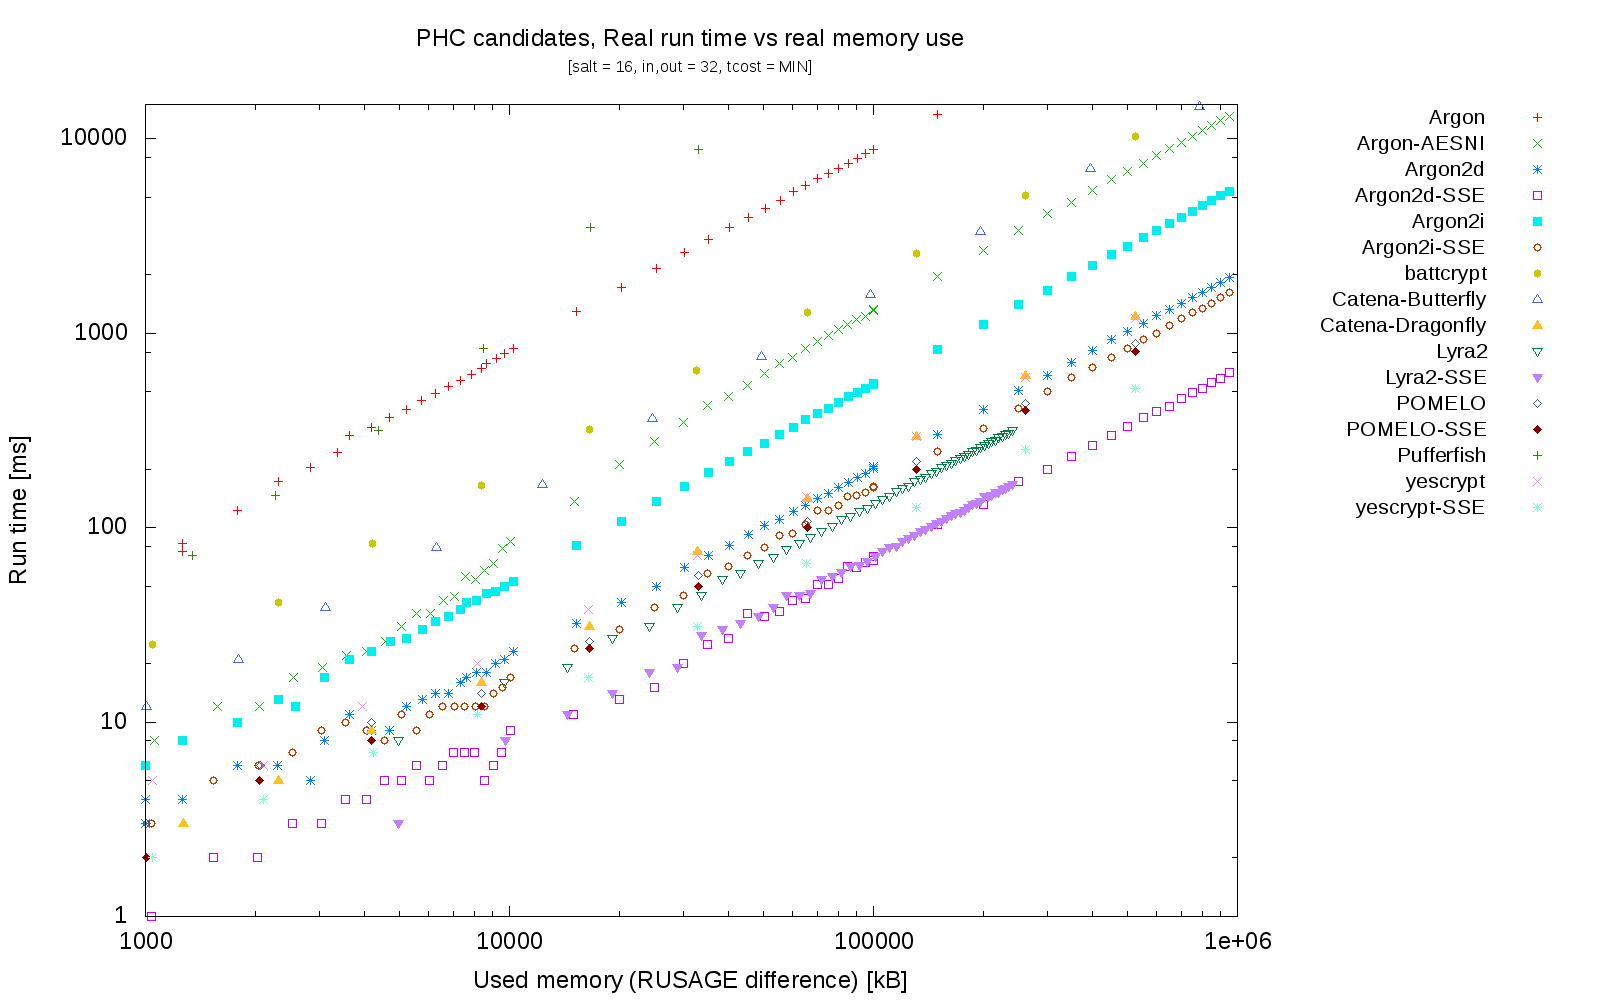 PHC candidates, Real run time vs real memory use
[salt = 16, in,out = 32, tcost = MIN]
Run time [ms]
10000
1000
100
10
1
1000 10000 100000 1e+06
Used memory (RUSAGE difference) [kB]
Argon
Argon-AESNI
Argon2d
Argon2d-SSE
Argon2i
Argon2i-SSE
battcrypt
Catena-Butterfly
Catena-Dragonfly
Lyra2
Lyra2-SSE
POMELO
POMELO-SSE
Pufferfish
yescrypt
yescrypt-SSE